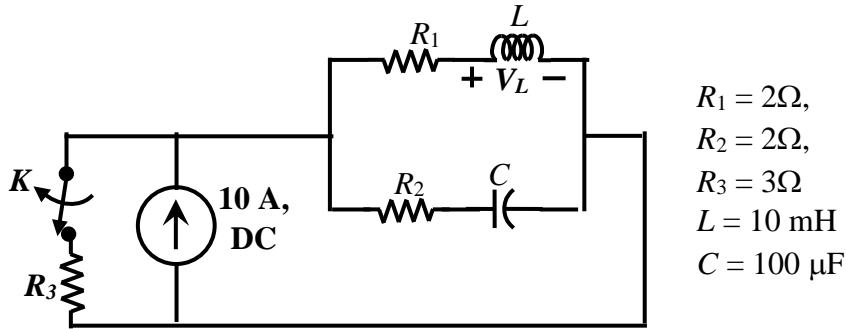 L
R1
+ VL −
R1 = 2Ω,
R2 = 2Ω,
R3 = 3Ω
L = 10 mH
C = 100 μF
K
10 A,
DC
R2
C
R3